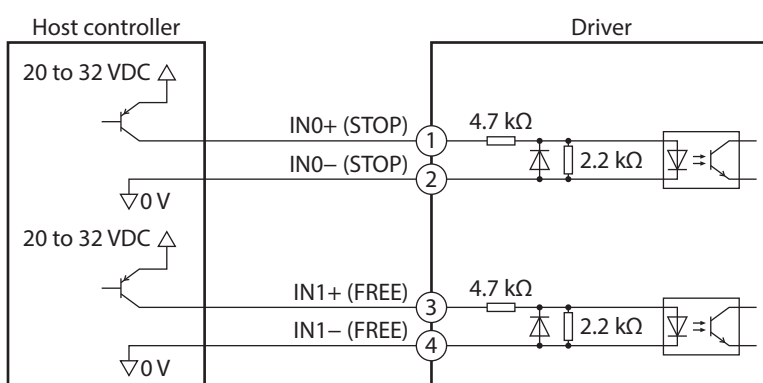 Host controller
Driver
20 to 32 VDC
IN0+ (STOP)
1
4.7 kΩ
IN0− (STOP)
2
2.2 kΩ
0 V
20 to 32 VDC
IN1+ (FREE)
3
4.7 kΩ
IN1− (FREE)
4
2.2 kΩ
0 V